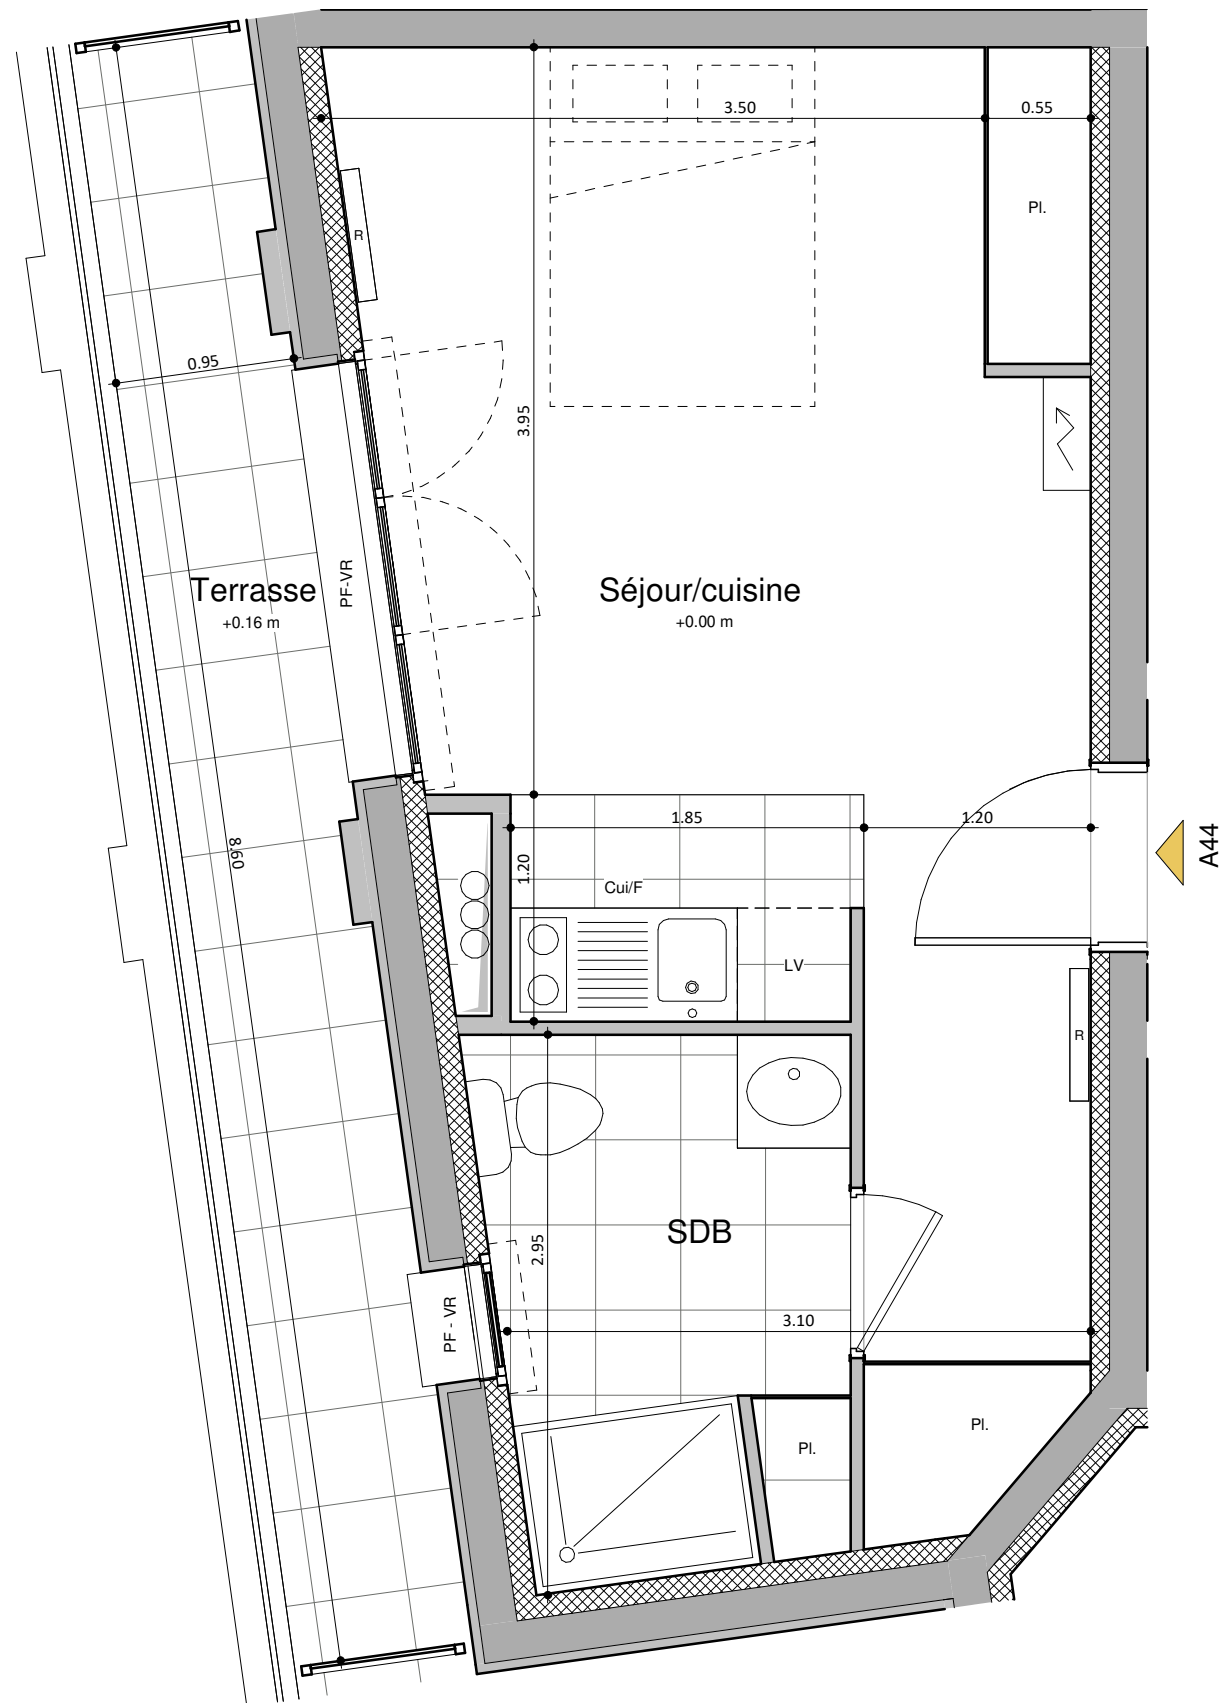 3.50
0.55
Pl.
R
0.95
3.95
PF-VR
Terrasse
+0.16 m
Séjour/cuisine
+0.00 m
1.85
1.20
A44
8.60
1.20
Cui/F
LV
R
SDB
2.95
PF - VR
3.10
Pl.
Pl.